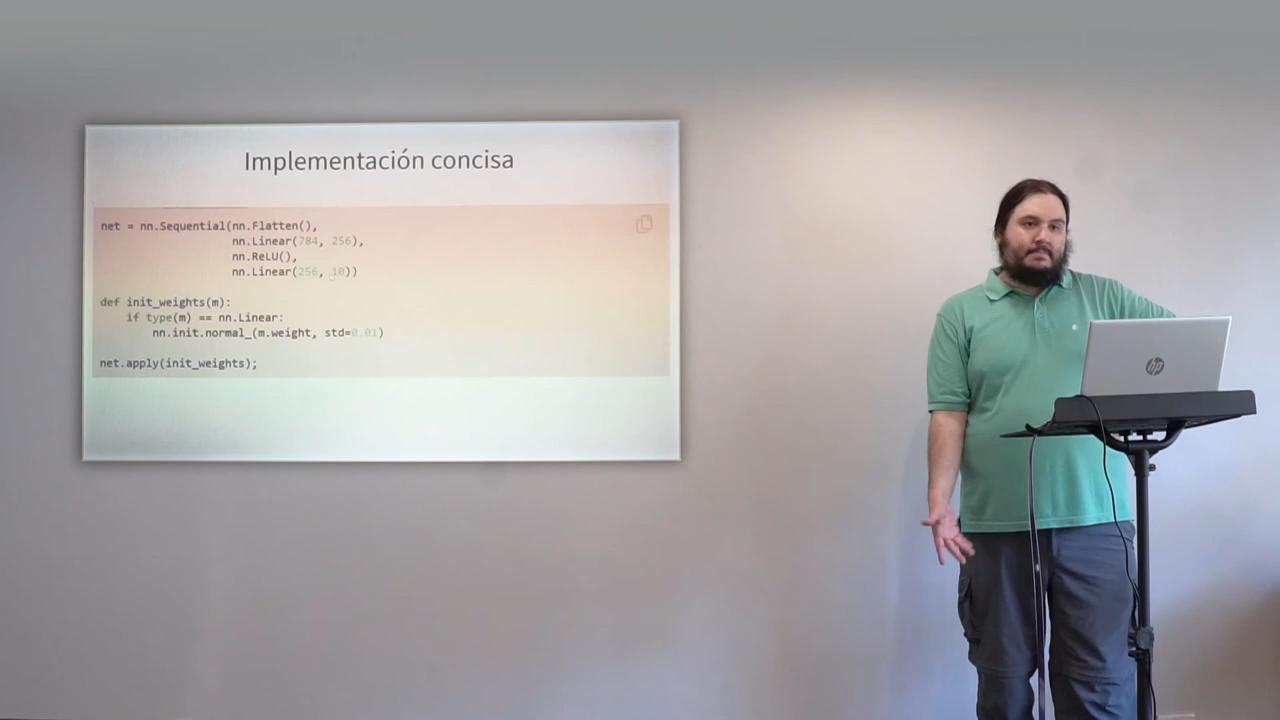 Implementación concisa
net = nn.Sequential(nn.Flatten(),
nn.Linear(784, 256),
nn.ReLU(),
nn.Linear(256, 10))
def init_weights(m):
if type(m) == nn.Linear:
nn.init.normal_(m.weight, std=0.01)
net.apply(init_weights);
hp